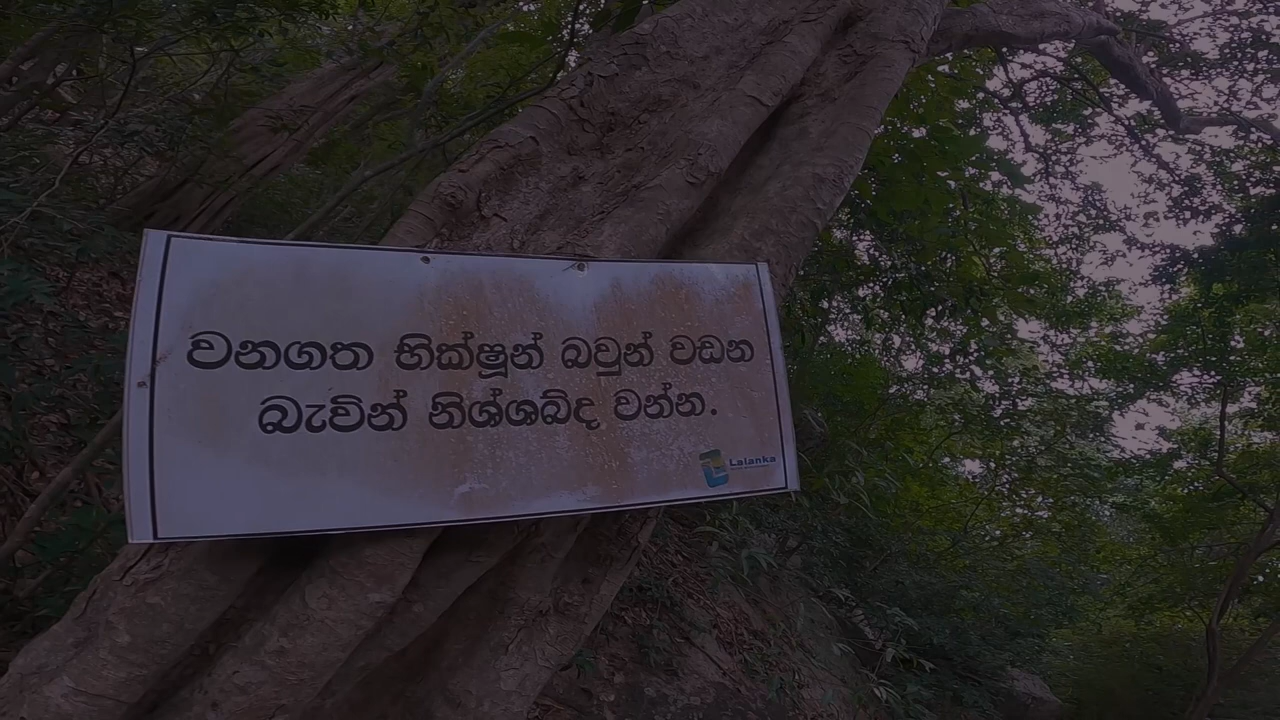 වනගත භික්ෂූන් බවුන් වඩන
බැවින් නිශ්ශබ්ද වන්න.
Lalanka